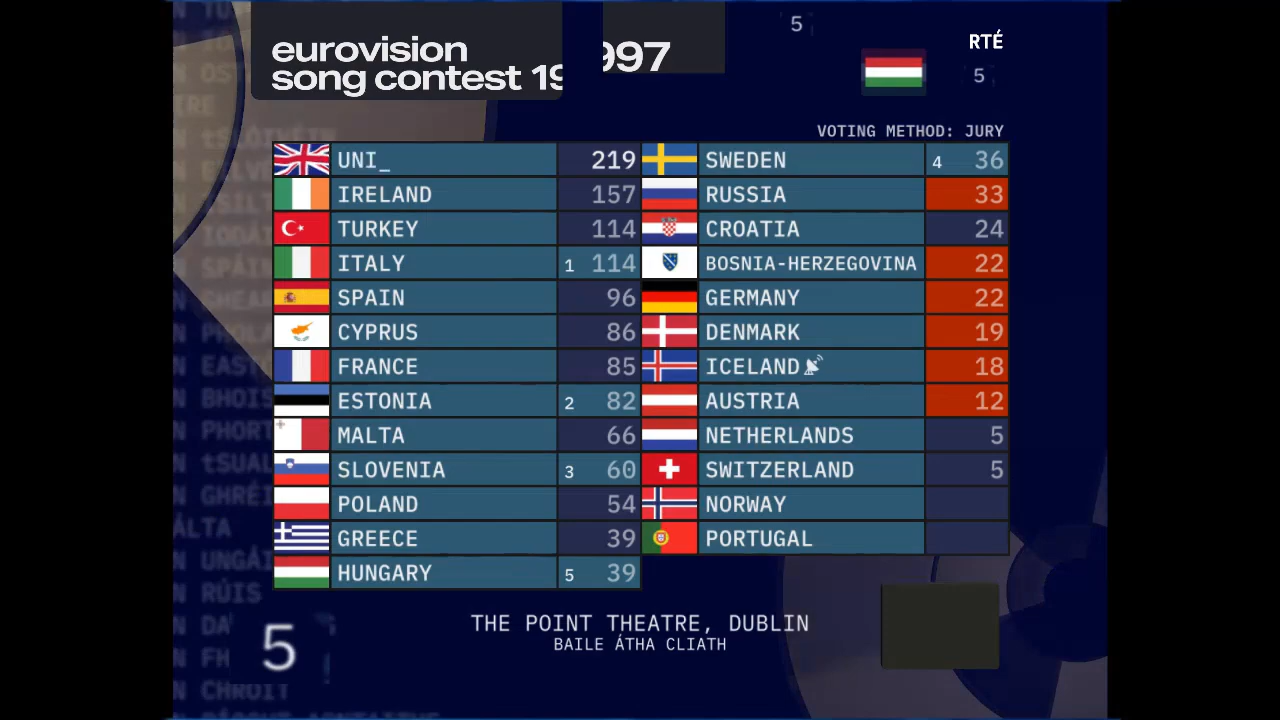 eurovision
song contest 19
997
5
RTÉ
5
VOTING METHOD: JURY
UNI_ 219
IRELAND 157
TURKEY 114
ITALY 1 114
SPAIN 96
CYPRUS 86
FRANCE 85
ESTONIA 2 82
MALTA 66
SLOVENIA 3 60
POLAND 54
GREECE 39
HUNGARY 5 39
SWEDEN 4 36
RUSSIA 33
CROATIA 24
BOSNIA-HERZEGOVINA 22
GERMANY 22
DENMARK 19
ICELAND 18
AUSTRIA 12
NETHERLANDS 5
SWITZERLAND 5
NORWAY
PORTUGAL
THE POINT THEATRE, DUBLIN
BAILE ÁTHA CLIATH
5